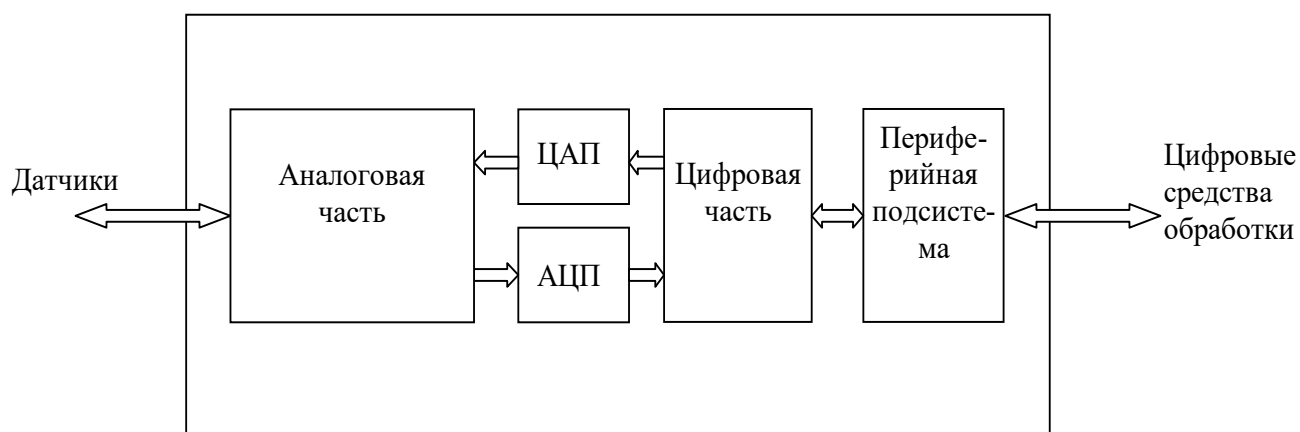 Датчики
Аналоговая
часть
ЦАП
АЦП
Цифровая
часть
Перифе-
рийная
подсисте-
ма
Цифровые
средства
обработки